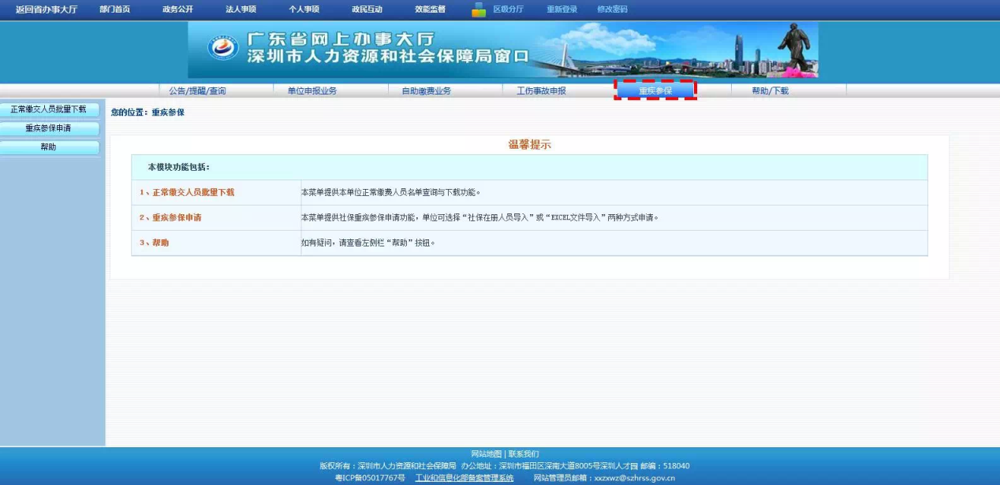 返回省办事大厅 部门首页 政务公开 法人事项 个人事项 政民互动 效能监督 区级分厅 重新登录 修改密码
广东省网上办事大厅
深圳市人力资源和社会保障局窗口
公告/提醒/查询 单位申报业务 自助缴费业务 工伤事故申报 重疾参保 帮助/下载
正常缴交人员批量下载
重疾参保申请
帮助
您的位置：重疾参保
温馨提示
本模块功能包括：
1、正常缴交人员批量下载 本菜单提供本单位正常缴费人员名单查询与下载功能。
2、重疾参保申请 本菜单提供社保重疾参保申请功能，单位可选择“社保在册人员导入”或“EXCEL文件导入”两种方式申请。
3、帮助 如有疑问，请查看左侧栏“帮助”按钮。
网站地图 | 联系我们
版权所有：深圳市人力资源和社会保障局 办公地址：深圳市福田区深南大道8005号深圳人才园 邮编：518040
粤ICP备05017767号 工业和信息化部备案管理系统 网站管理员邮箱：xxzxwz@szhrss.gov.cn